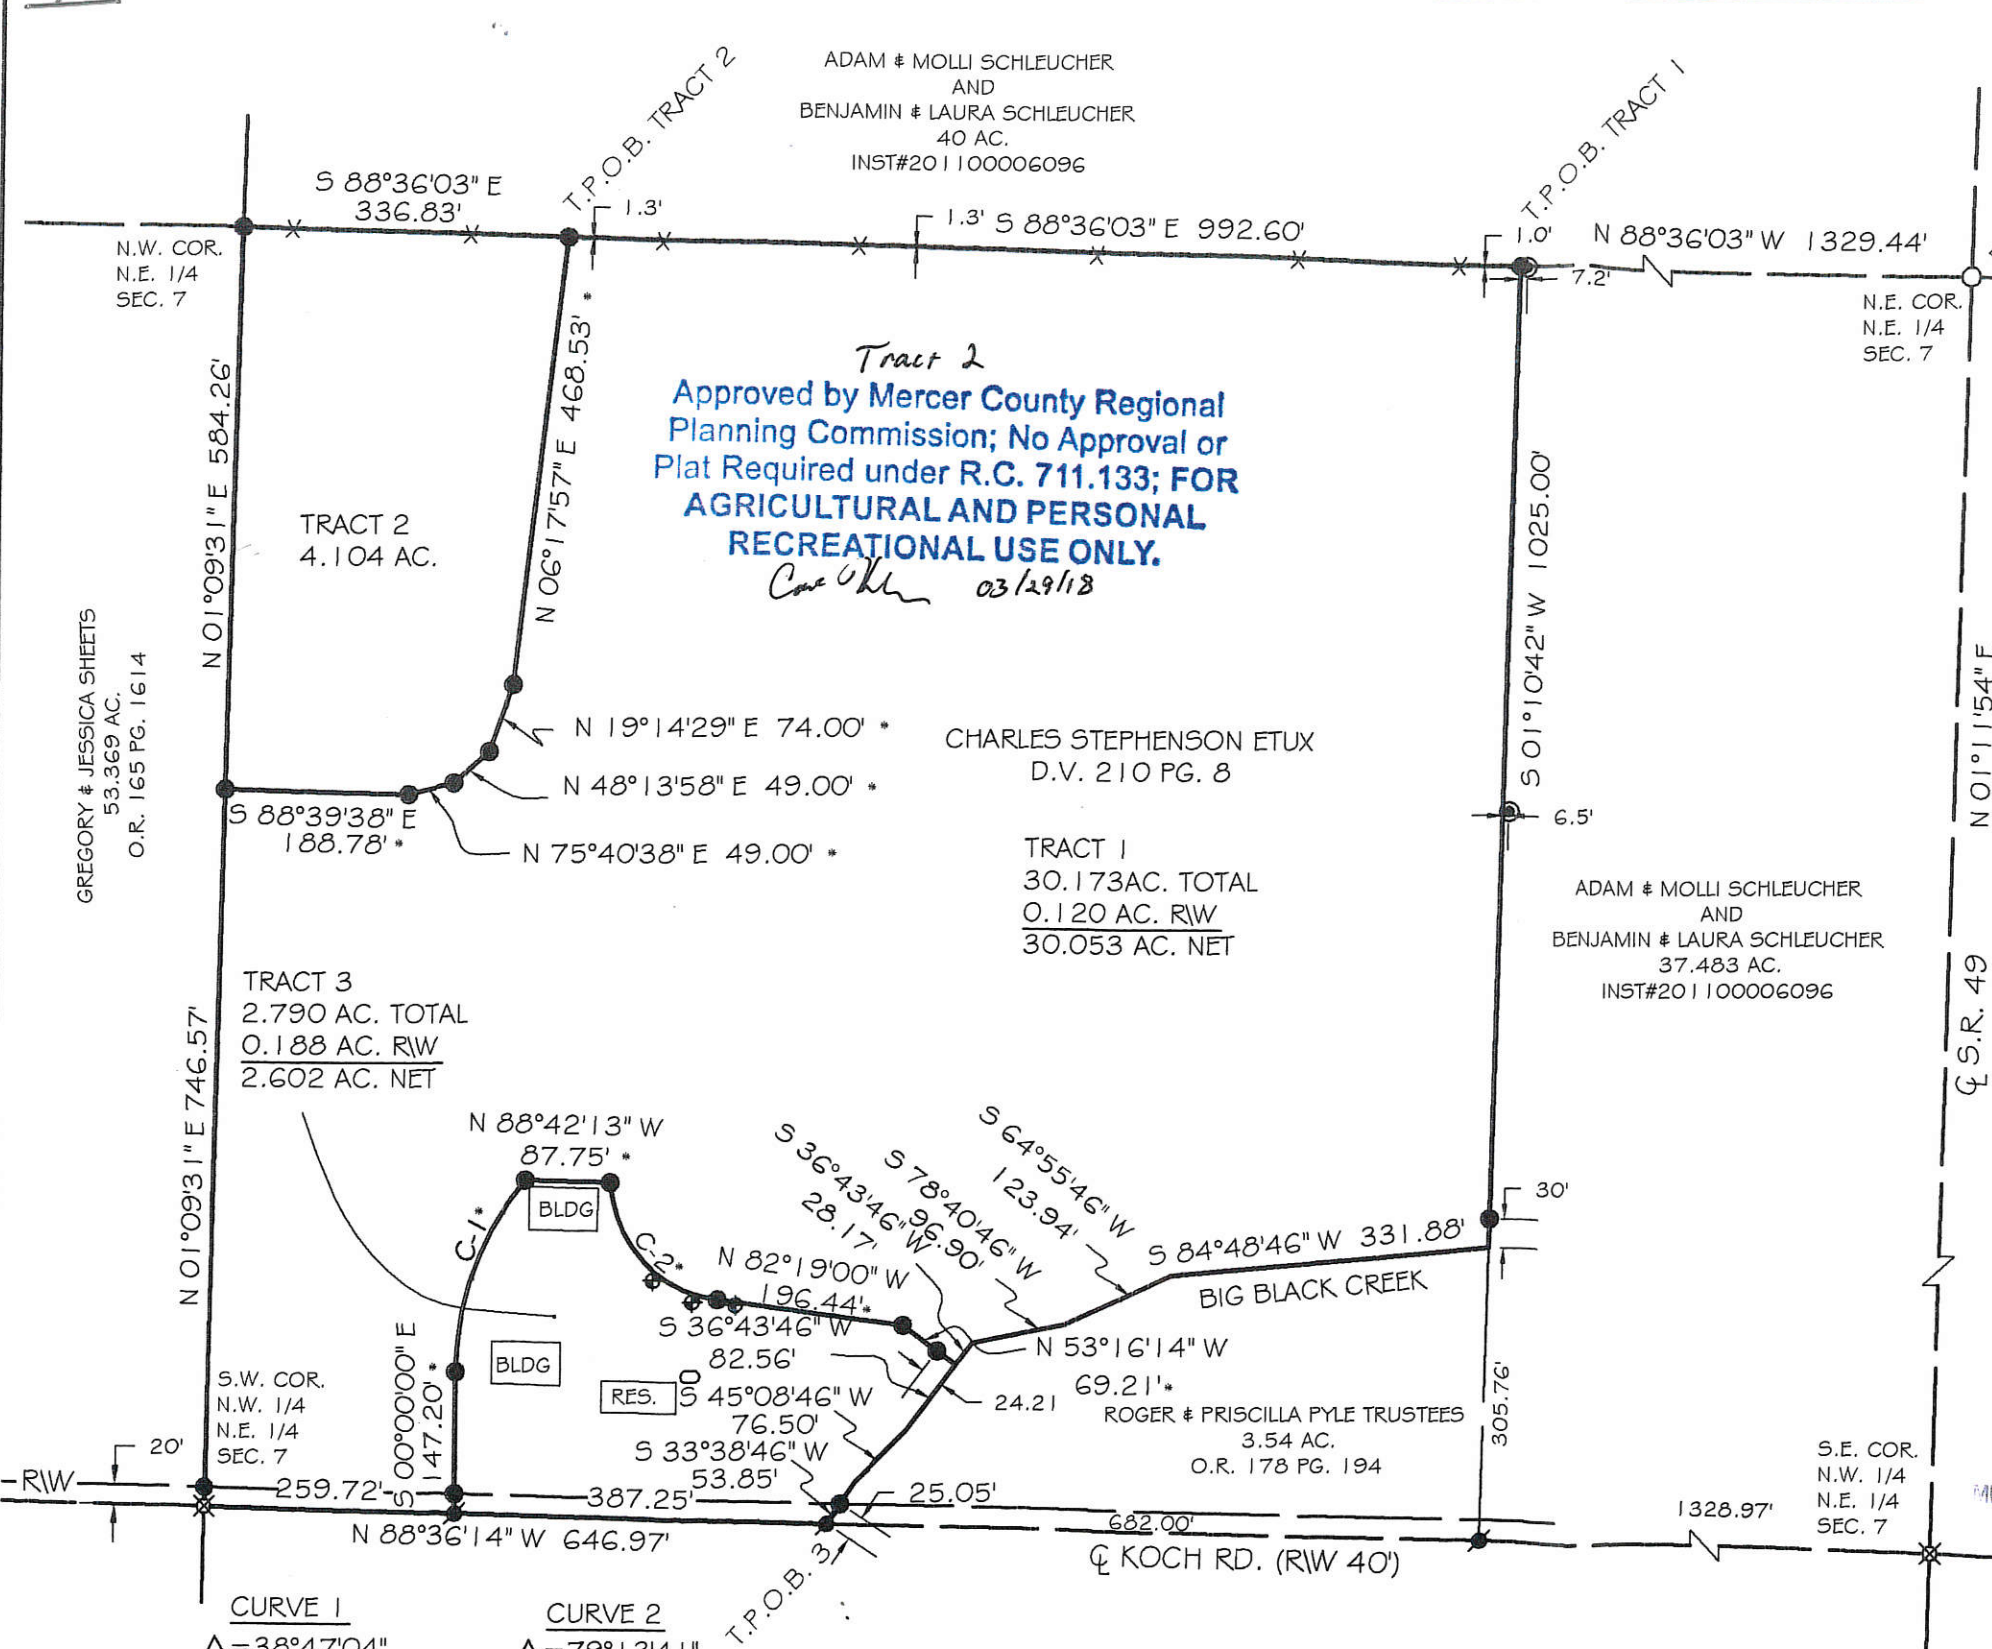 ADAM & MOLLI SCHLEUCHER
AND
BENJAMIN & LAURA SCHLEUCHER
40 AC.
INST#201100006096
T.P.O.B. TRACT 2
T.P.O.B. TRACT 1
S 88°36'03" E
336.83'
1.3'
1.3' S 88°36'03" E 992.60'
1.0'
N 88°36'03" W 1329.44'
7.2'
N.W. COR.
N.E. 1/4
SEC. 7
N.E. COR.
N.E. 1/4
SEC. 7
N 01°09'31" E 584.26'
N 06°17'57" E 468.53' *
Tract 2
Approved by Mercer County Regional
Planning Commission; No Approval or
Plat Required under R.C. 711.133; FOR
AGRICULTURAL AND PERSONAL
RECREATIONAL USE ONLY.
03/29/18
TRACT 2
4.104 AC.
S 01°10'42" W 1025.00'
N 01°11'54" E
GREGORY & JESSICA SHEETS
53.369 AC.
O.R. 165 PG. 1614
N 19°14'29" E 74.00' *
N 48°13'58" E 49.00' *
N 75°40'38" E 49.00' *
S 88°39'38" E
188.78' *
CHARLES STEPHENSON ETUX
D.V. 210 PG. 8
6.5'
TRACT 1
30.173AC. TOTAL
0.120 AC. R\W
30.053 AC. NET
ADAM & MOLLI SCHLEUCHER
AND
BENJAMIN & LAURA SCHLEUCHER
37.483 AC.
INST#201100006096
℄ S.R. 49
TRACT 3
2.790 AC. TOTAL
0.188 AC. R\W
2.602 AC. NET
N 01°09'31" E 746.57'
N 88°42'13" W
87.75' *
BLDG
C-1*
C-2*
S 36°43'46" W
28.17'
S 78°40'46" W
96.90'
S 64°55'46" W
123.94'
S 84°48'46" W 331.88'
BIG BLACK CREEK
30'
N 82°19'00" W
196.44' *
S 36°43'46" W
82.56'
N 53°16'14" W
69.21'*
24.21
BLDG
RES.
S 45°08'46" W
76.50'
S 33°38'46" W
53.85'
S 00°00'00" E
147.20' *
ROGER & PRISCILLA PYLE TRUSTEES
3.54 AC.
O.R. 178 PG. 194
305.76'
S.W. COR.
N.W. 1/4
N.E. 1/4
SEC. 7
S.E. COR.
N.W. 1/4
N.E. 1/4
SEC. 7
20'
R\W
259.72'
387.25'
25.05'
682.00'
1328.97'
N 88°36'14" W 646.97'
℄ KOCH RD. (R\W 40')
T.P.O.B. 3
CURVE 1
CURVE 2
Δ=38°47'04"